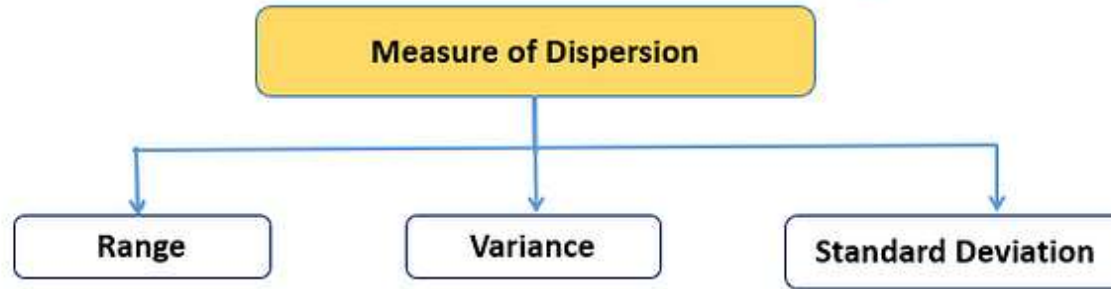 Measure of Dispersion
Range
Variance
Standard Deviation